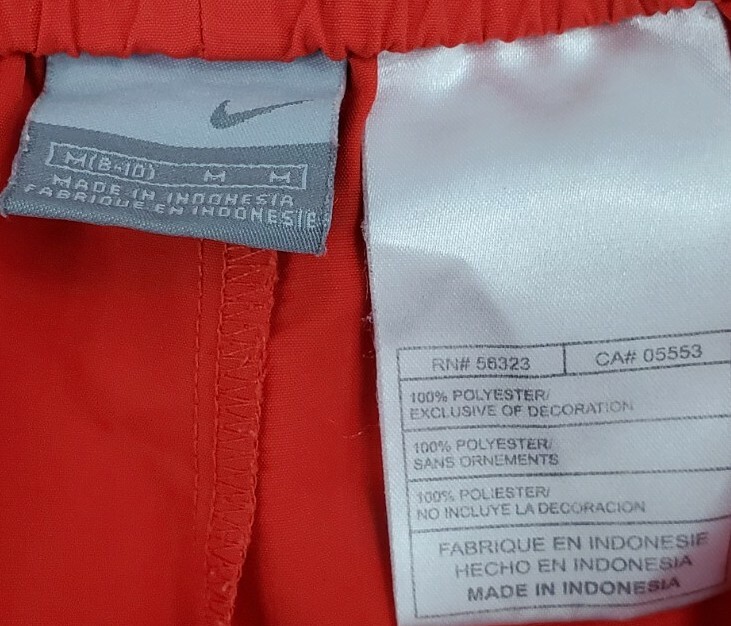 M(8-10) M M
MADE IN INDONESIA
FABRIQUE EN INDONESIE
RN# 56323 CA# 05553
100% POLYESTER/
EXCLUSIVE OF DECORATION
100% POLYESTER/
SANS ORNEMENTS
100% POLIESTER/
NO INCLUYE LA DECORACION
FABRIQUE EN INDONESIE
HECHO EN INDONESIA
MADE IN INDONESIA